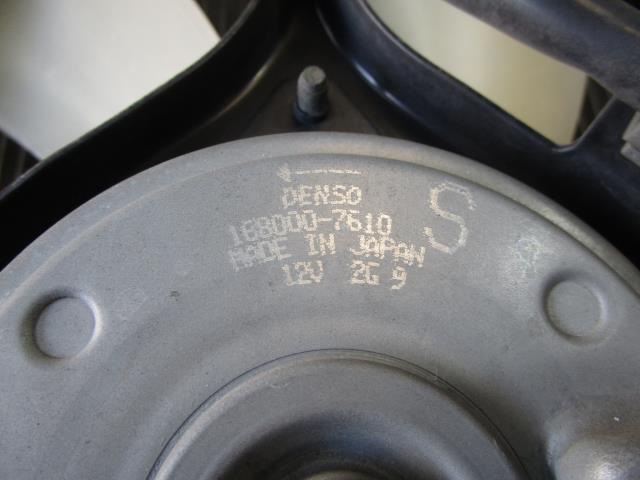 DENSO
168000-7610
MADE IN JAPAN
12V 2G 9
S